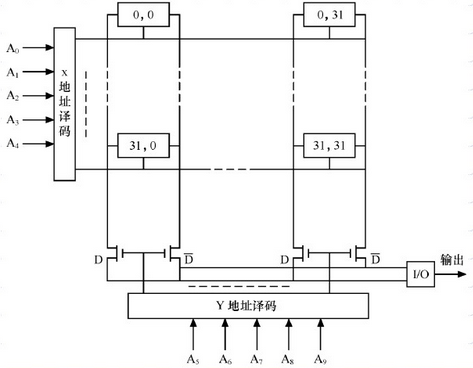 0, 0
0, 31
A₀
A₁
A₂
A₃
A₄
x
地
址
译
码
31, 0
31, 31
D
D̅
D
D̅
I/O
输出
Y 地址译码
A₅
A₆
A₇
A₈
A₉